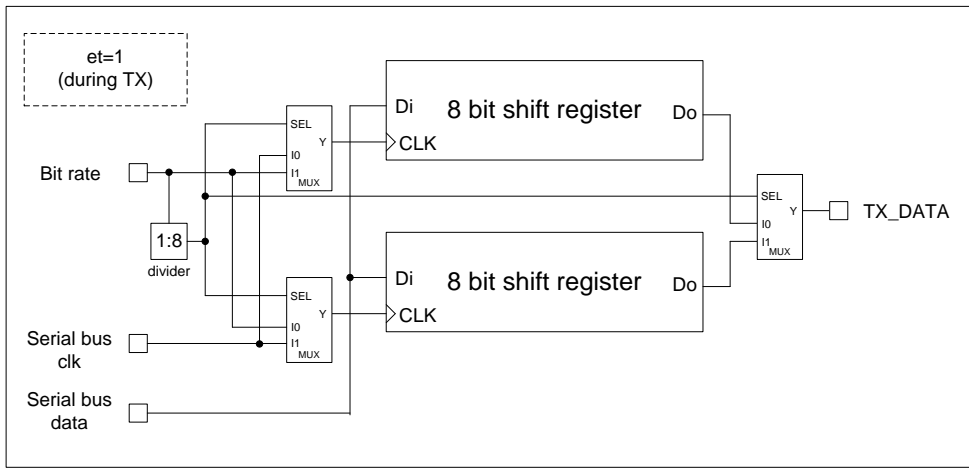 et=1
(during TX)
8 bit shift register
Di
Do
CLK
SEL
I0
I1
Y
MUX
Bit rate
1:8
divider
SEL
I0
I1
Y
MUX
TX_DATA
8 bit shift register
Di
Do
CLK
SEL
I0
I1
Y
MUX
Serial bus
clk
Serial bus
data